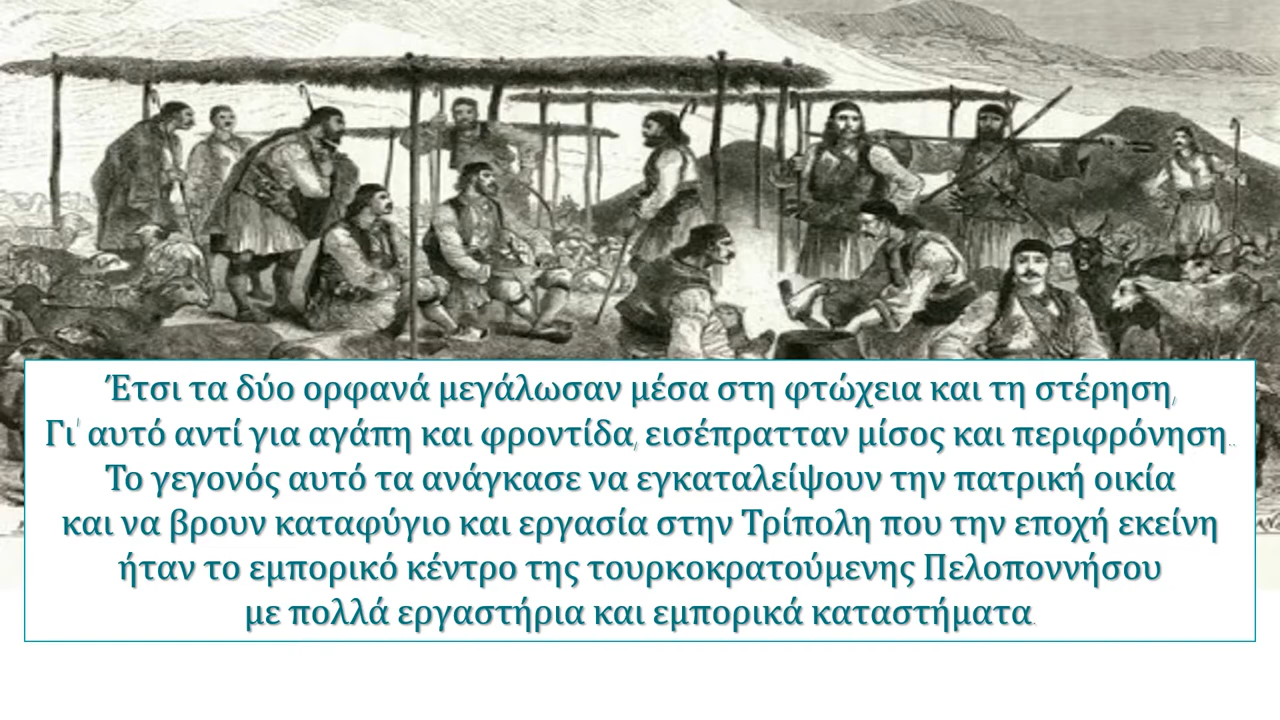 Έτσι τα δύο ορφανά μεγάλωσαν μέσα στη φτώχεια και τη στέρηση,
Γι' αυτό αντί για αγάπη και φροντίδα, εισέπρατταν μίσος και περιφρόνηση..
Το γεγονός αυτό τα ανάγκασε να εγκαταλείψουν την πατρική οικία
και να βρουν καταφύγιο και εργασία στην Τρίπολη που την εποχή εκείνη
ήταν το εμπορικό κέντρο της τουρκοκρατούμενης Πελοποννήσου
με πολλά εργαστήρια και εμπορικά καταστήματα.